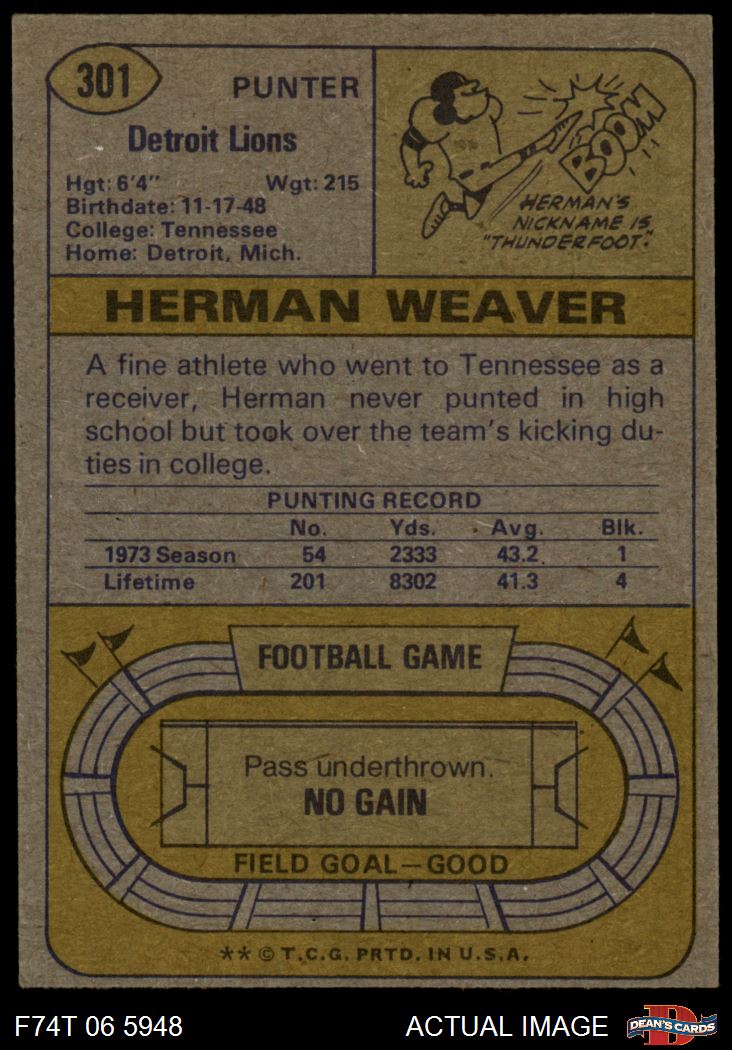 301
PUNTER
Detroit Lions
Hgt: 6'4" Wgt: 215
Birthdate: 11-17-48
College: Tennessee
Home: Detroit, Mich.
BOOM
HERMAN'S
NICKNAME IS
"THUNDERFOOT."
HERMAN WEAVER
A fine athlete who went to Tennessee as a
receiver, Herman never punted in high
school but took over the team's kicking du-
ties in college.
PUNTING RECORD
No. Yds. Avg. Blk.
1973 Season 54 2333 43.2 1
Lifetime 201 8302 41.3 4
FOOTBALL GAME
Pass underthrown.
NO GAIN
FIELD GOAL—GOOD
** © T.C.G. PRTD. IN U.S.A.
F74T 06 5948 ACTUAL IMAGE DEAN'S CARDS